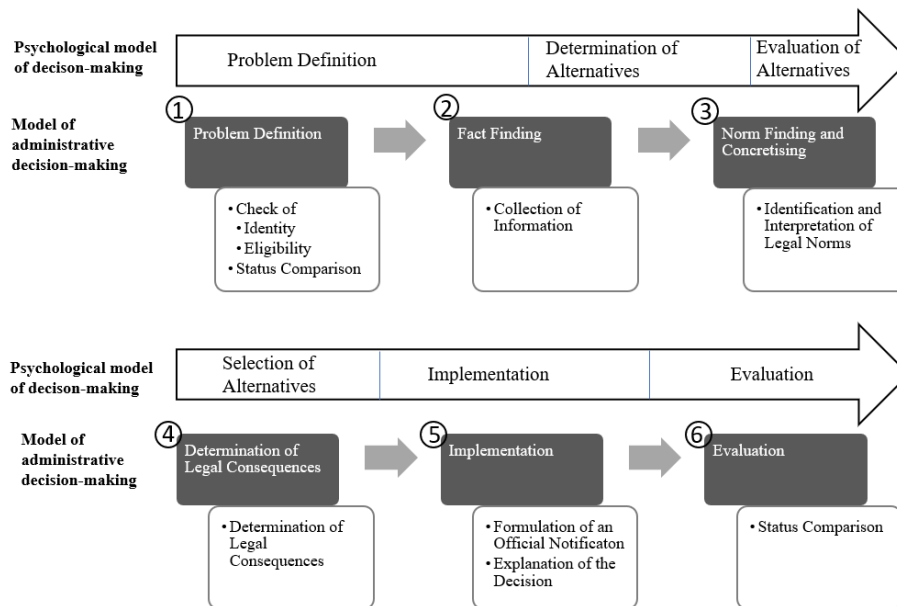 Psychological model
of decison-making
Problem Definition
Determination of
Alternatives
Evaluation of
Alternatives
Model of
administrative
decision-making
1
Problem Definition
2
Fact Finding
3
Norm Finding and
Concretising
• Check of
• Identity
• Eligibility
• Status Comparison
• Collection of
Information
• Identification and
Interpretation of
Legal Norms
Psychological model
of decison-making
Selection of
Alternatives
Implementation
Evaluation
Model of
administrative
decision-making
4
Determination of
Legal Consequences
5
Implementation
6
Evaluation
• Determination of
Legal
Consequences
• Formulation of an
Official Notificaton
• Explanation of the
Decision
• Status Comparison